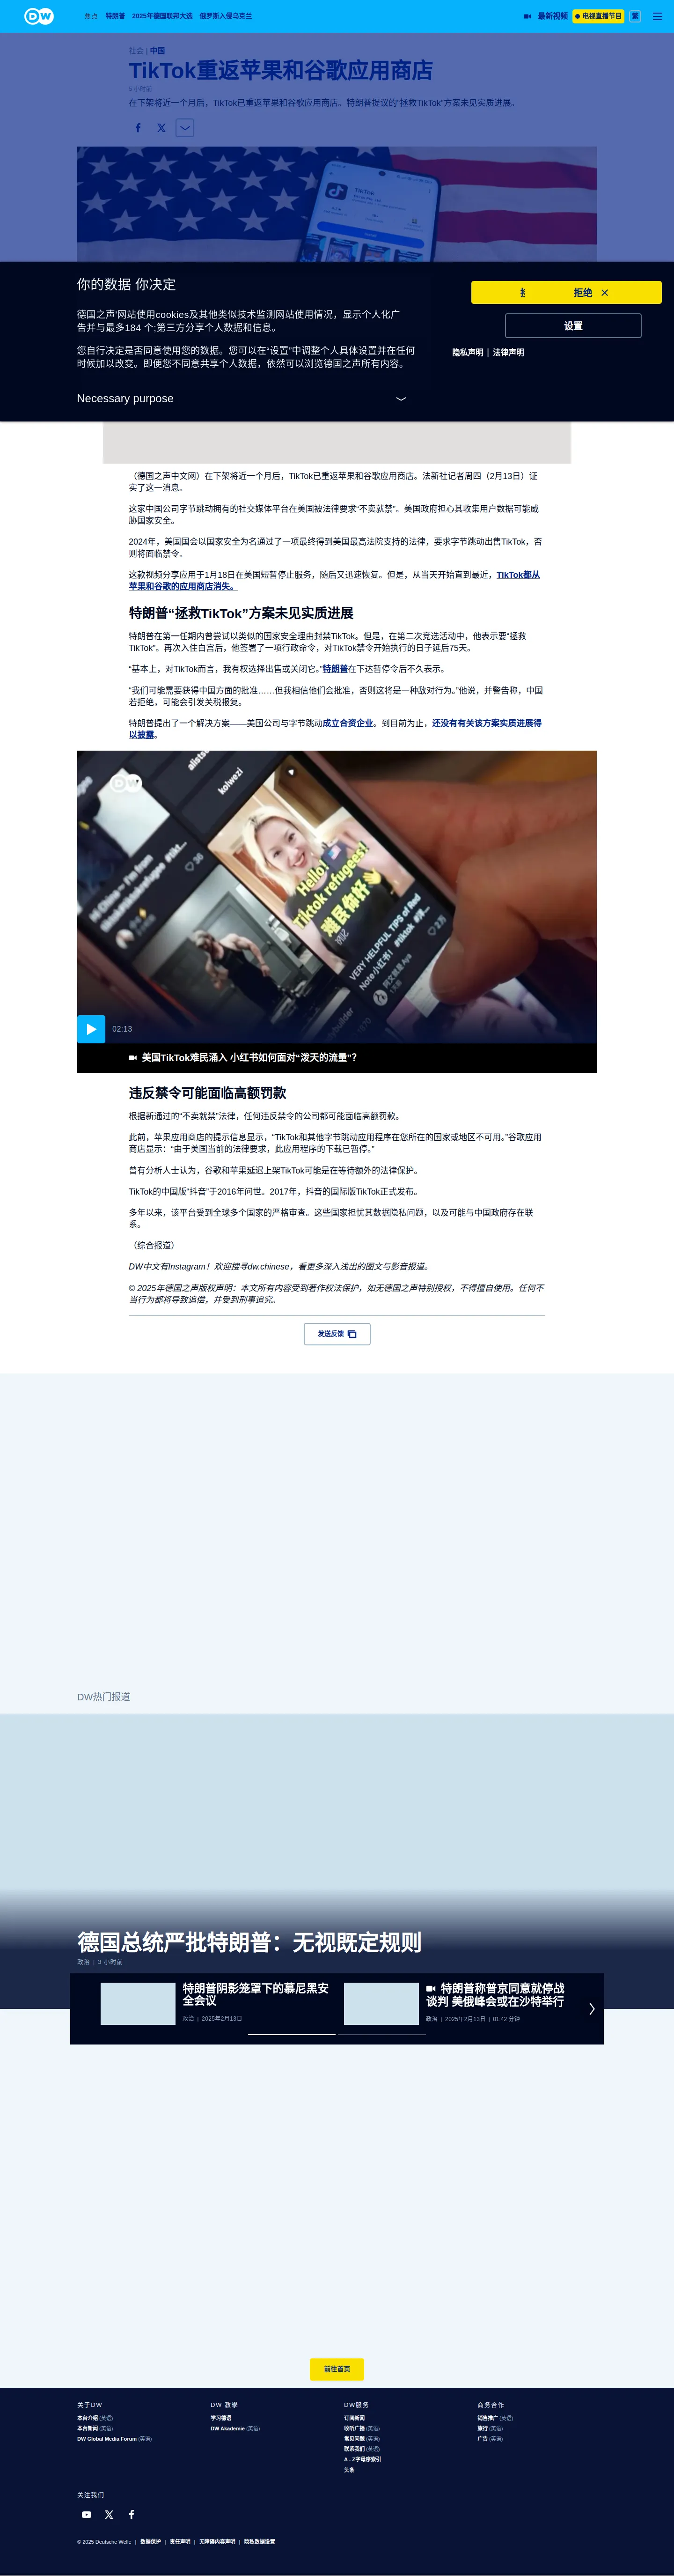 DW
焦点 特朗普 2025年德国联邦大选 俄罗斯入侵乌克兰
最新视频 电视直播节目 繁
社会 | 中国
TikTok重返苹果和谷歌应用商店
5 小时前
在下架将近一个月后，TikTok已重返苹果和谷歌应用商店。特朗普提议的“拯救TikTok”方案未见实质进展。
TikTok
你的数据 你决定
德国之声’网站使用cookies及其他类似技术监测网站使用情况，显示个人化广
告并与最多184 个;第三方分享个人数据和信息。
您自行决定是否同意使用您的数据。您可以在“设置”中调整个人具体设置并在任何
时候加以改变。即便您不同意共享个人数据，依然可以浏览德国之声所有内容。
Necessary purpose
拒绝
设置
隐私声明 | 法律声明
（德国之声中文网）在下架将近一个月后，TikTok已重返苹果和谷歌应用商店。法新社记者周四（2月13日）证
实了这一消息。
这家中国公司字节跳动拥有的社交媒体平台在美国被法律要求“不卖就禁”。美国政府担心其收集用户数据可能威
胁国家安全。
2024年，美国国会以国家安全为名通过了一项最终得到美国最高法院支持的法律，要求字节跳动出售TikTok，否
则将面临禁令。
这款视频分享应用于1月18日在美国短暂停止服务，随后又迅速恢复。但是，从当天开始直到最近，TikTok都从
苹果和谷歌的应用商店消失。
特朗普“拯救TikTok”方案未见实质进展
特朗普在第一任期内曾尝试以类似的国家安全理由封禁TikTok。但是，在第二次竞选活动中，他表示要“拯救
TikTok”。再次入住白宫后，他签署了一项行政命令，对TikTok禁令开始执行的日子延后75天。
“基本上，对TikTok而言，我有权选择出售或关闭它。”特朗普在下达暂停令后不久表示。
“我们可能需要获得中国方面的批准……但我相信他们会批准，否则这将是一种敌对行为。”他说，并警告称，中国
若拒绝，可能会引发关税报复。
特朗普提出了一个解决方案——美国公司与字节跳动成立合资企业。到目前为止，还没有有关该方案实质进展得
以披露。
DW
kolwezi
Hello!
Tiktok refugees!
难民你好
VERY HELPFUL TIPS of Red
02:13
美国TikTok难民涌入 小红书如何面对“泼天的流量”？
违反禁令可能面临高额罚款
根据新通过的“不卖就禁”法律，任何违反禁令的公司都可能面临高额罚款。
此前，苹果应用商店的提示信息显示，“TikTok和其他字节跳动应用程序在您所在的国家或地区不可用。”谷歌应用
商店显示：“由于美国当前的法律要求，此应用程序的下载已暂停。”
曾有分析人士认为，谷歌和苹果延迟上架TikTok可能是在等待额外的法律保护。
TikTok的中国版“抖音”于2016年问世。2017年，抖音的国际版TikTok正式发布。
多年以来，该平台受到全球多个国家的严格审查。这些国家担忧其数据隐私问题，以及可能与中国政府存在联
系。
（综合报道）
DW中文有Instagram！欢迎搜寻dw.chinese，看更多深入浅出的图文与影音报道。
© 2025年德国之声版权声明：本文所有内容受到著作权法保护，如无德国之声特别授权，不得擅自使用。任何不
当行为都将导致追偿，并受到刑事追究。
发送反馈
DW热门报道
德国总统严批特朗普：无视既定规则
政治 | 3 小时前
特朗普阴影笼罩下的慕尼黑安
全会议
政治 | 2025年2月13日
特朗普称普京同意就停战
谈判 美俄峰会或在沙特举行
政治 | 2025年2月13日 | 01:42 分钟
前往首页
关于DW
本台介绍 (英语)
本台新闻 (英语)
DW Global Media Forum (英语)
DW 教學
学习德语
DW Akademie (英语)
DW服务
订阅新闻
收听广播 (英语)
常见问题 (英语)
联系我们 (英语)
A - Z字母序索引
头条
商务合作
销售推广 (英语)
旅行 (英语)
广告 (英语)
关注我们
© 2025 Deutsche Welle | 数据保护 | 责任声明 | 无障碍内容声明 | 隐私数据设置